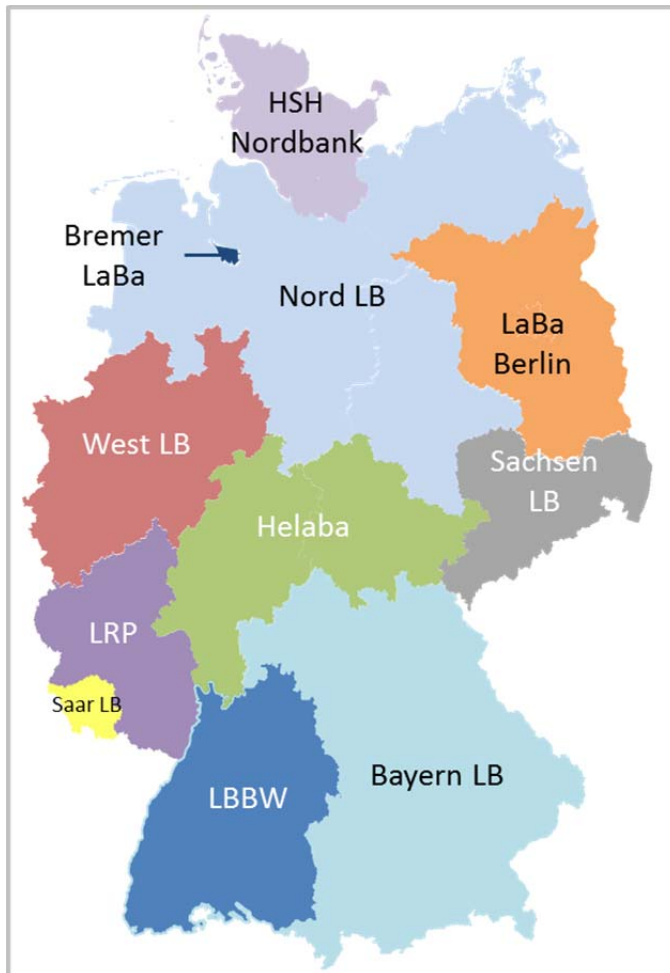 HSH
Nordbank
Bremer
LaBa
Nord LB
LaBa
Berlin
West LB
Sachsen
LB
Helaba
LRP
Saar LB
Bayern LB
LBBW